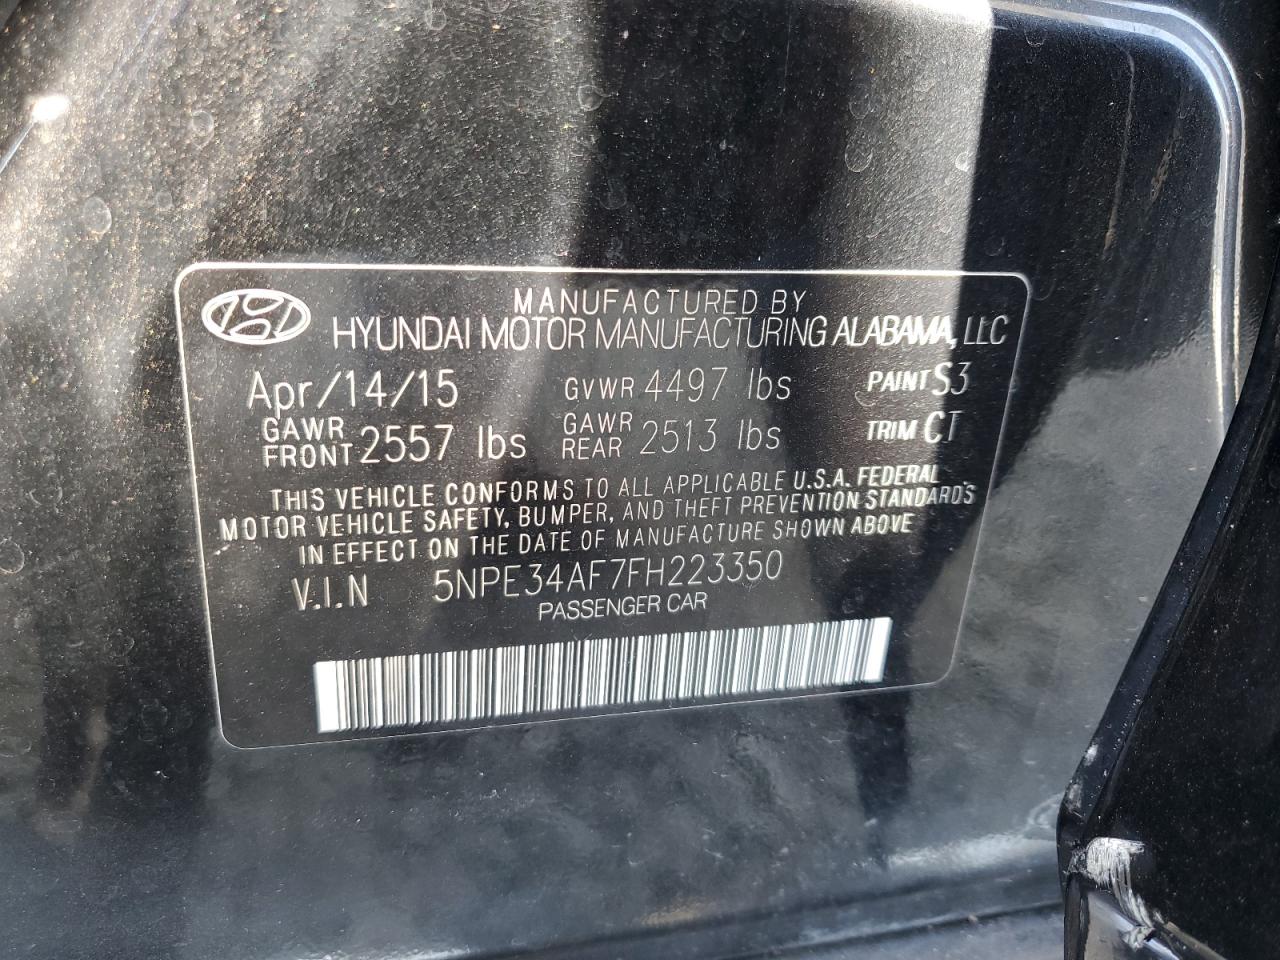 MANUFACTURED BY
HYUNDAI MOTOR MANUFACTURING ALABAMA, LLC
Apr/14/15 GVWR 4497 lbs PAINT S3
GAWR FRONT 2557 lbs GAWR REAR 2513 lbs TRIM CT
THIS VEHICLE CONFORMS TO ALL APPLICABLE U.S.A. FEDERAL
MOTOR VEHICLE SAFETY, BUMPER, AND THEFT PREVENTION STANDARDS
IN EFFECT ON THE DATE OF MANUFACTURE SHOWN ABOVE
V.I.N 5NPE34AF7FH223350
PASSENGER CAR